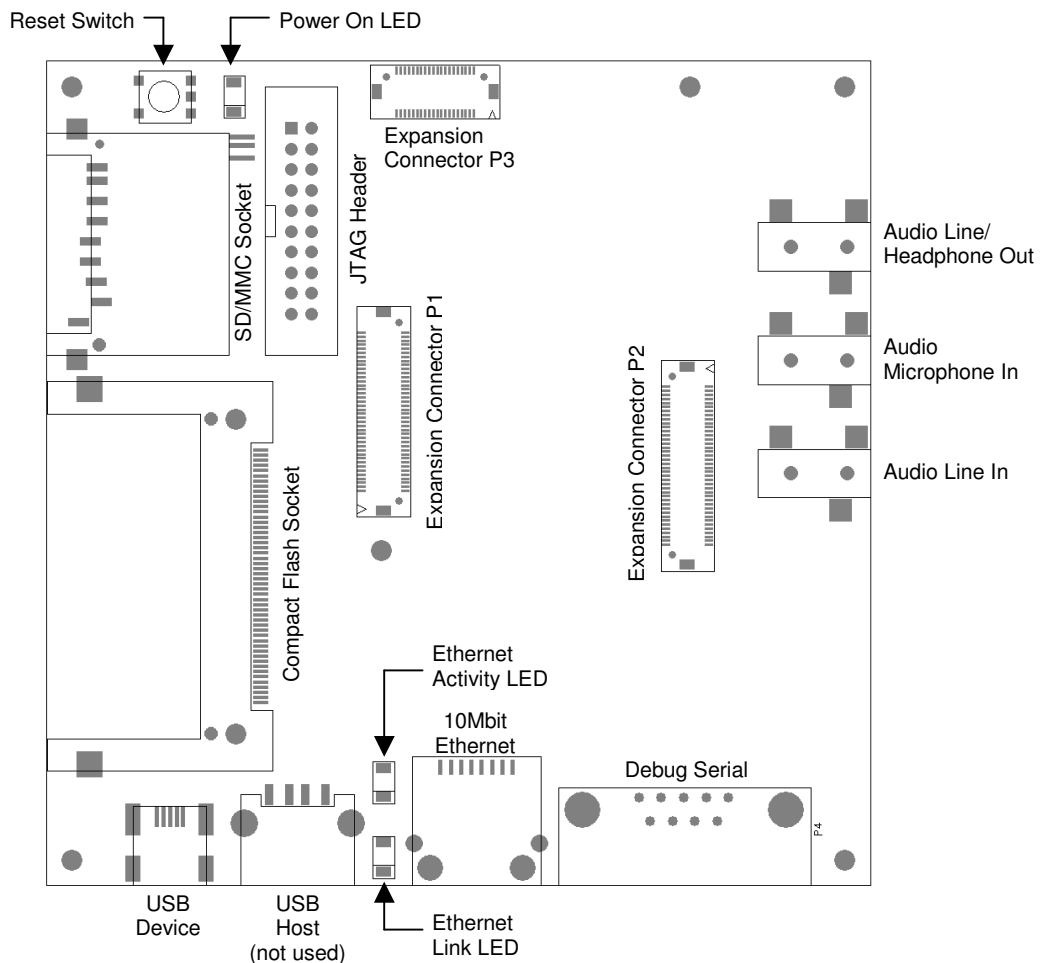 Reset Switch
Power On LED
Expansion
Connector P3
SD/MMC Socket
JTAG Header
Audio Line/
Headphone Out
Expansion Connector P1
Expansion Connector P2
Audio
Microphone In
Audio Line In
Compact Flash Socket
Ethernet
Activity LED
10Mbit
Ethernet
Debug Serial
P4
USB
Device
USB
Host
(not used)
Ethernet
Link LED